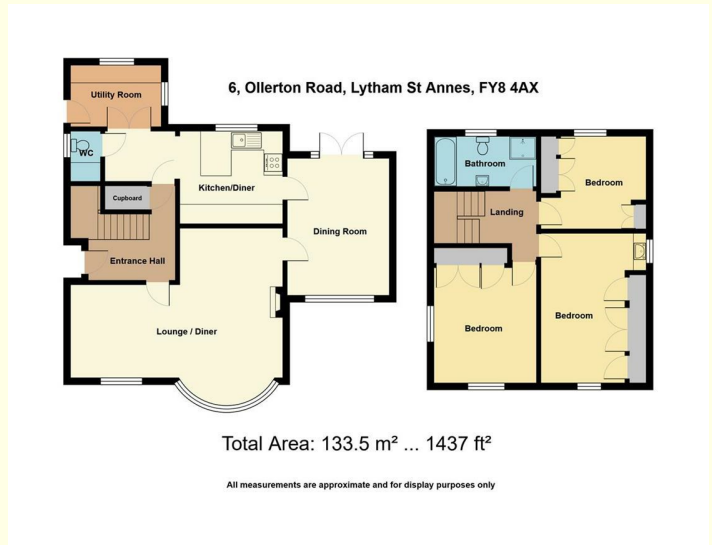 6, Ollerton Road, Lytham St Annes, FY8 4AX
Utility Room
WC
Kitchen/Diner
Cupboard
Dining Room
Entrance Hall
Lounge / Diner
Bathroom
Bedroom
Landing
Bedroom
Bedroom
Total Area: 133.5 m² ... 1437 ft²
All measurements are approximate and for display purposes only